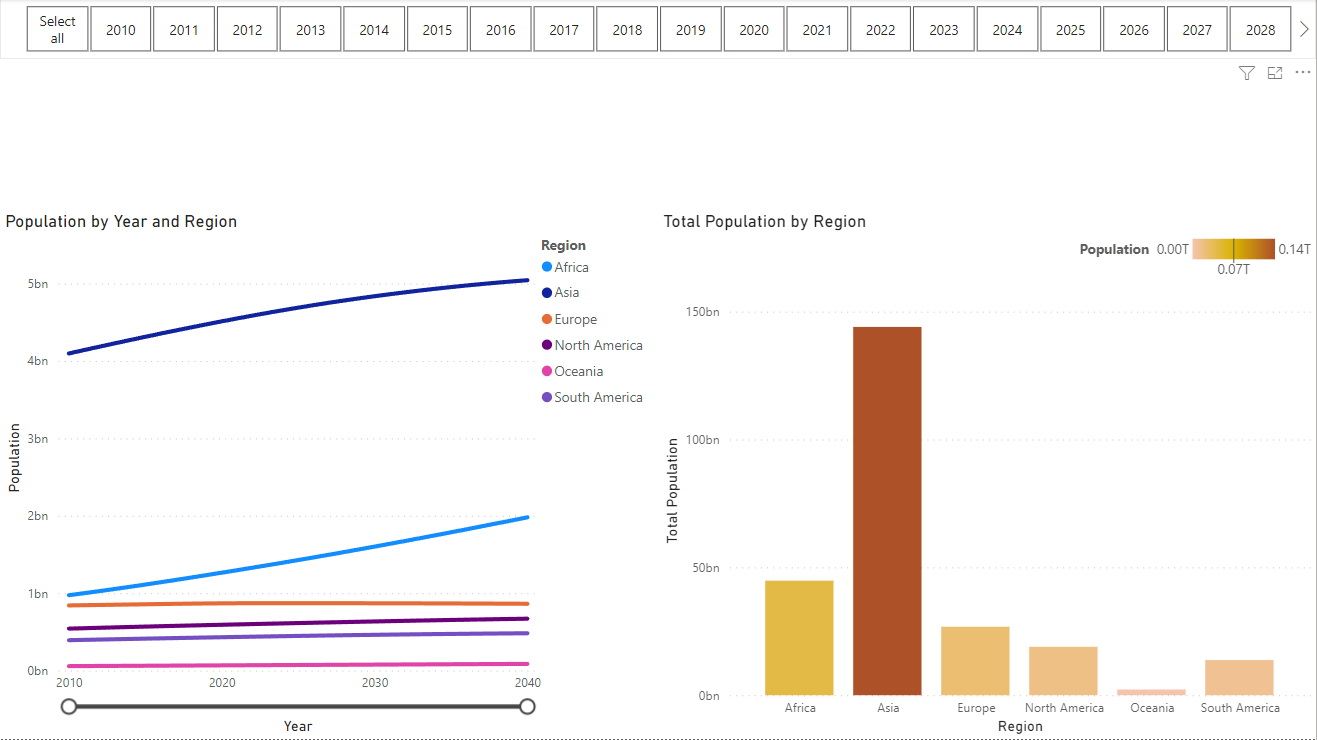 Select all
2010
2011
2012
2013
2014
2015
2016
2017
2018
2019
2020
2021
2022
2023
2024
2025
2026
2027
2028
Population by Year and Region
Region
Africa
Asia
Europe
North America
Oceania
South America
5bn
4bn
3bn
2bn
1bn
0bn
Population
2010
2020
2030
2040
Year
Total Population by Region
Population 0.00T 0.14T
0.07T
150bn
100bn
50bn
0bn
Total Population
Africa
Asia
Europe
North America
Oceania
South America
Region